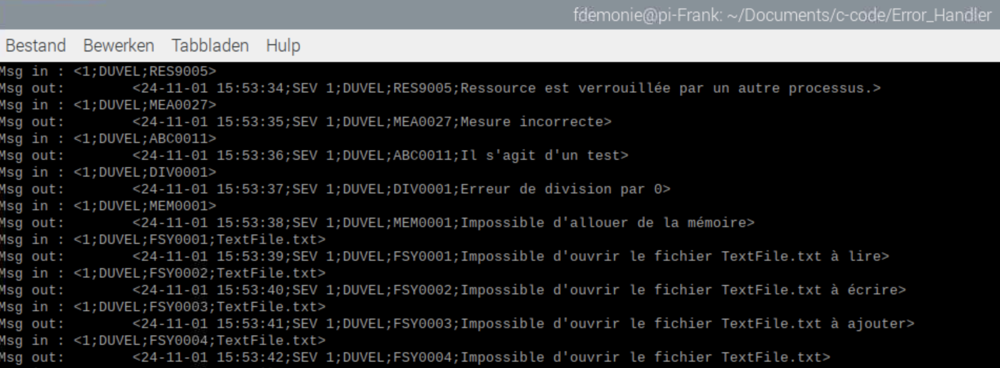 fdemonie@pi-Frank: ~/Documents/c-code/Error_Handler
Bestand Bewerken Tabbladen Hulp
Msg in : <1;DUVEL;RES9005>
Msg out: <24-11-01 15:53:34;SEV 1;DUVEL;RES9005;Ressource est verrouillée par un autre processus.>
Msg in : <1;DUVEL;MEA0027>
Msg out: <24-11-01 15:53:35;SEV 1;DUVEL;MEA0027;Mesure incorrecte>
Msg in : <1;DUVEL;ABC0011>
Msg out: <24-11-01 15:53:36;SEV 1;DUVEL;ABC0011;Il s'agit d'un test>
Msg in : <1;DUVEL;DIV0001>
Msg out: <24-11-01 15:53:37;SEV 1;DUVEL;DIV0001;Erreur de division par 0>
Msg in : <1;DUVEL;MEM0001>
Msg out: <24-11-01 15:53:38;SEV 1;DUVEL;MEM0001;Impossible d'allouer de la mémoire>
Msg in : <1;DUVEL;FSY0001;TextFile.txt>
Msg out: <24-11-01 15:53:39;SEV 1;DUVEL;FSY0001;Impossible d'ouvrir le fichier TextFile.txt à lire>
Msg in : <1;DUVEL;FSY0002;TextFile.txt>
Msg out: <24-11-01 15:53:40;SEV 1;DUVEL;FSY0002;Impossible d'ouvrir le fichier TextFile.txt à écrire>
Msg in : <1;DUVEL;FSY0003;TextFile.txt>
Msg out: <24-11-01 15:53:41;SEV 1;DUVEL;FSY0003;Impossible d'ouvrir le fichier TextFile.txt à ajouter>
Msg in : <1;DUVEL;FSY0004;TextFile.txt>
Msg out: <24-11-01 15:53:42;SEV 1;DUVEL;FSY0004;Impossible d'ouvrir le fichier TextFile.txt>